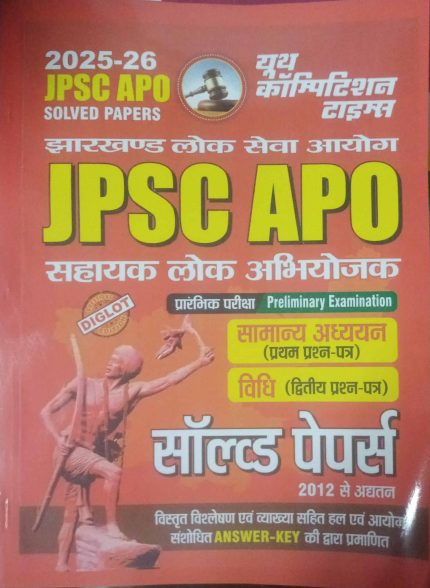 2025-26
JPSC APO
SOLVED PAPERS
यूथ
कॉम्पिटिशन
टाइम्स
झारखण्ड लोक सेवा आयोग
JPSC APO
सहायक लोक अभियोजक
प्रारंभिक परीक्षा Preliminary Examination
DIGLOT
सामान्य अध्ययन
(प्रथम प्रश्न-पत्र)
विधि (द्वितीय प्रश्न-पत्र)
सॉल्व्ड पेपर्स
2012 से अद्यतन
विस्तृत विश्लेषण एवं व्याख्या सहित हल एवं आयोग
संशोधित ANSWER-KEY की द्वारा प्रमाणित